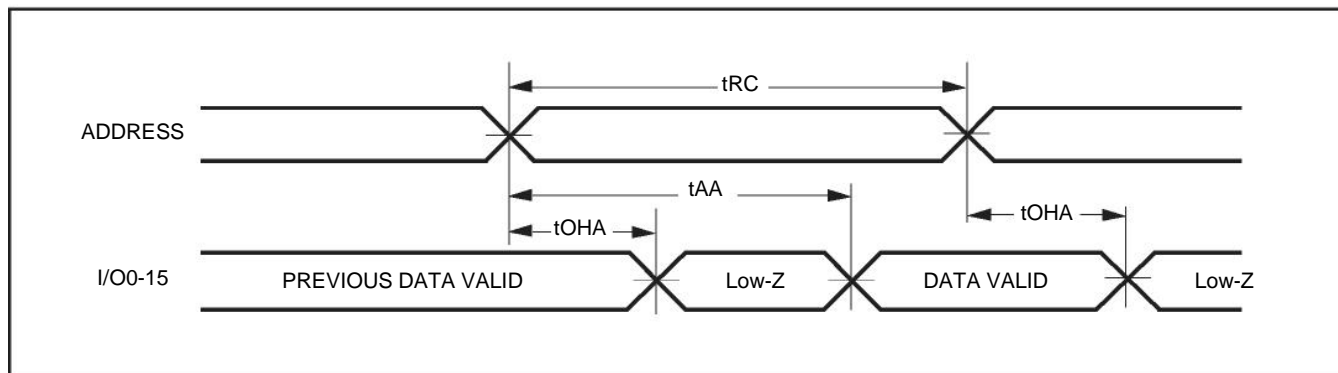 tRC
ADDRESS
tAA
tOHA
tOHA
I/O0-15
PREVIOUS DATA VALID
Low-Z
DATA VALID
Low-Z